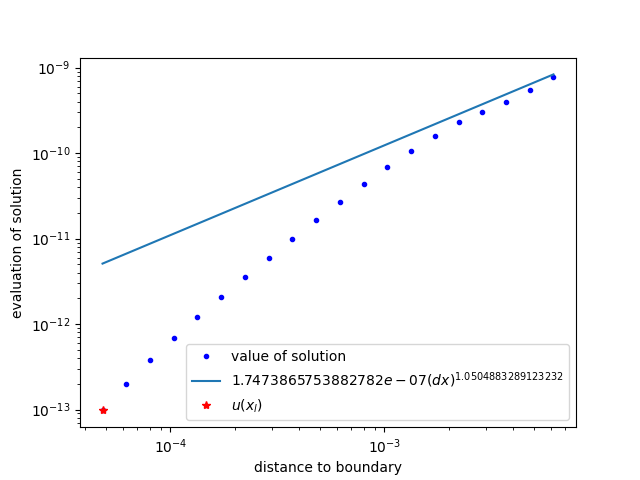 10⁻⁹
10⁻¹⁰
10⁻¹¹
10⁻¹²
10⁻¹³
evaluation of solution
value of solution
1.7473865753882782e − 07(dx)^1.0504883289123232
u(x_l)
10⁻⁴
10⁻³
distance to boundary